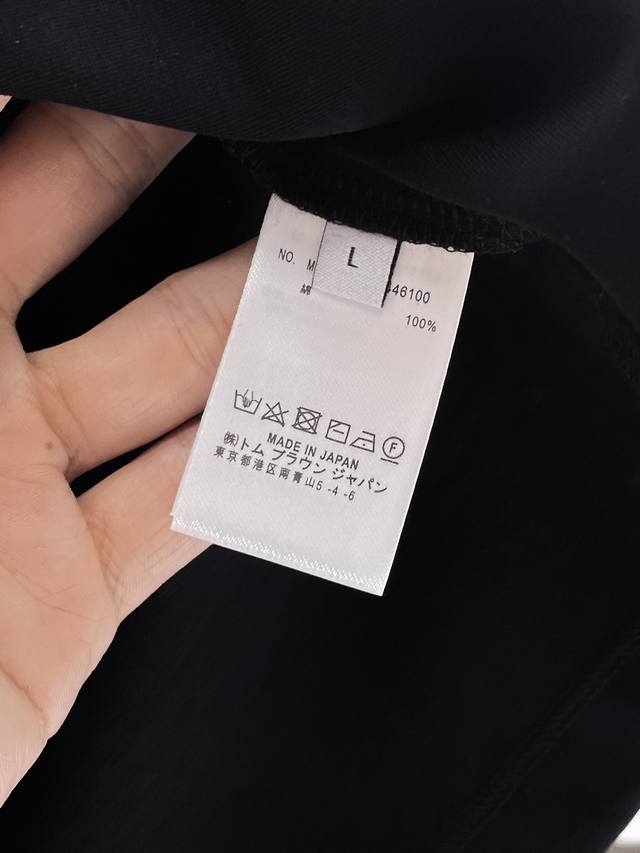 L
NO. M 46100
綿 100%
MADE IN JAPAN
㈱トム ブラウン ジャパン
東京都港区南青山5-4-6
F